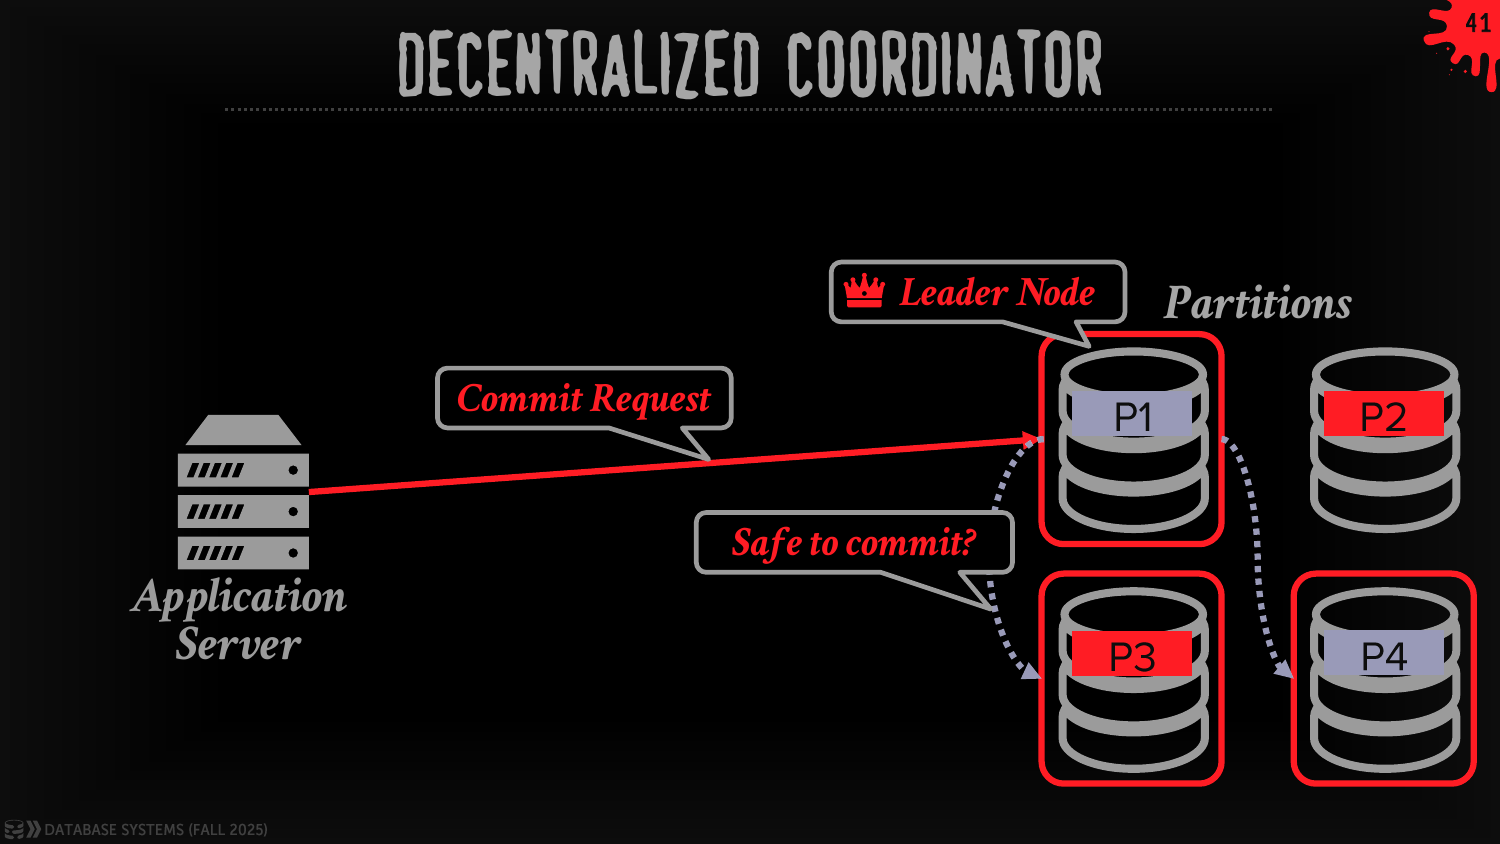 DECENTRALIZED COORDINATOR
41
Leader Node
Partitions
Commit Request
P1
P2
Safe to commit?
Application
Server
P3
P4
DATABASE SYSTEMS (FALL 2025)